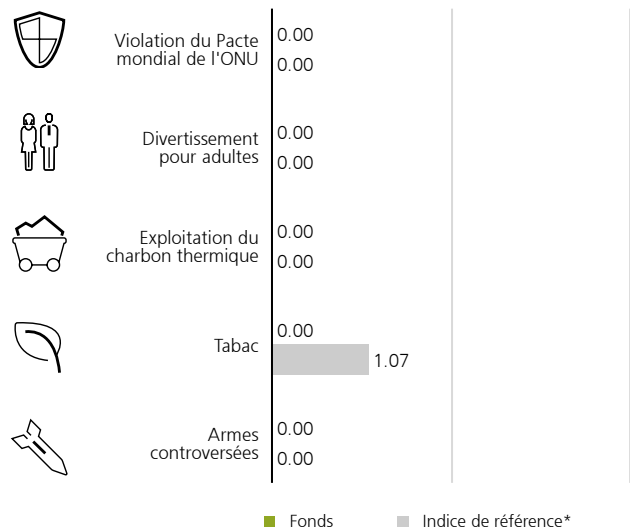 Violation du Pacte
mondial de l'ONU
0.00
0.00
Divertissement
pour adultes
0.00
0.00
Exploitation du
charbon thermique
0.00
0.00
Tabac
0.00
1.07
Armes
controversées
0.00
0.00
Fonds
Indice de référence*